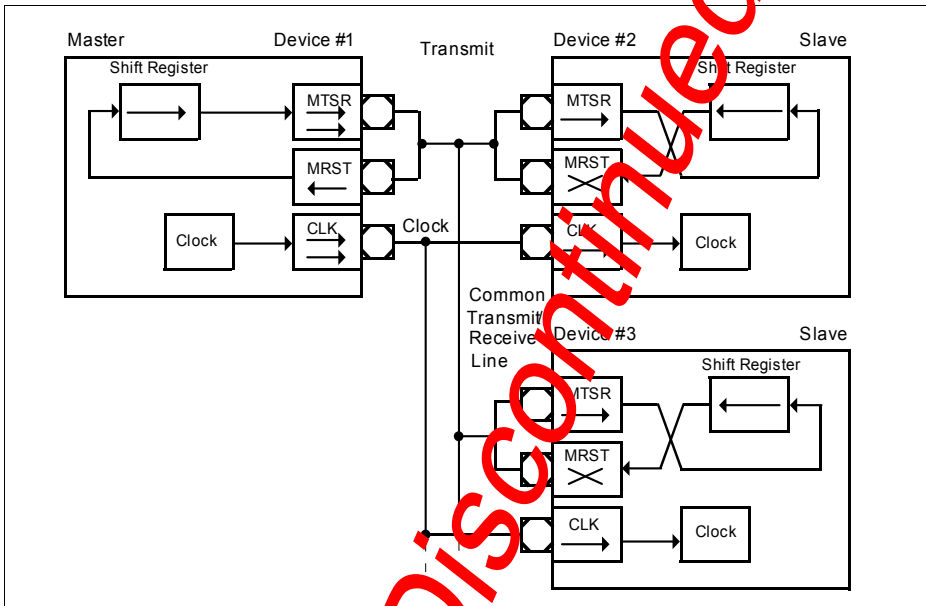 Master Device #1
Transmit
Device #2 Slave
Shift Register
Shift Register
MTSR
MTSR
MRST
MRST
Clock
CLK
Clock
CLK
Clock
Common
Transmit/
Receive
Line
Device #3 Slave
Shift Register
MTSR
MRST
CLK
Clock
Discontinued